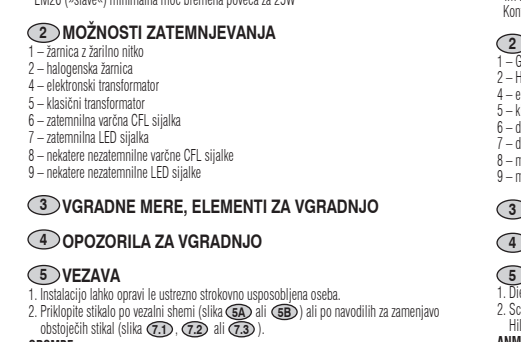 EM20 (»slave«) minimalna moč bremena poveča za 25W
2 MOŽNOSTI ZATEMNJEVANJA
1 – žarnica z žarilno nitko
2 – halogenska žarnica
4 – elektronski transformator
5 – klasični transformator
6 – zatemnilna varčna CFL sijalka
7 – zatemnilna LED sijalka
8 – nekatere nezatemnilne varčne CFL sijalke
9 – nekatere nezatemnilne LED sijalke
3 VGRADNE MERE, ELEMENTI ZA VGRADNJO
4 OPOZORILA ZA VGRADNJO
5 VEZAVA
1. Instalacijo lahko opravi le ustrezno strokovno usposobljena oseba.
2. Priklopite stikalo po vezalni shemi (slika 5A ali 5B) ali po navodilih za zamenjavo
obstoječih stikal (slika 7.1, 7.2 ali 7.3).
Kon
2
1 –
2 –
4 – e
5 – k
6 – d
7 – d
8 –
9 –
3
4
5
1. Die
2. Sc